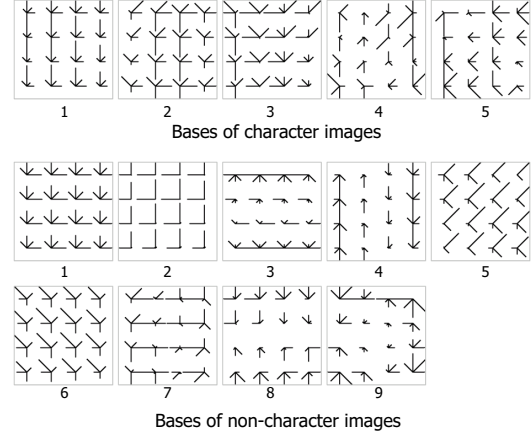 1 2 3 4 5
Bases of character images
1 2 3 4 5
6 7 8 9
Bases of non-character images